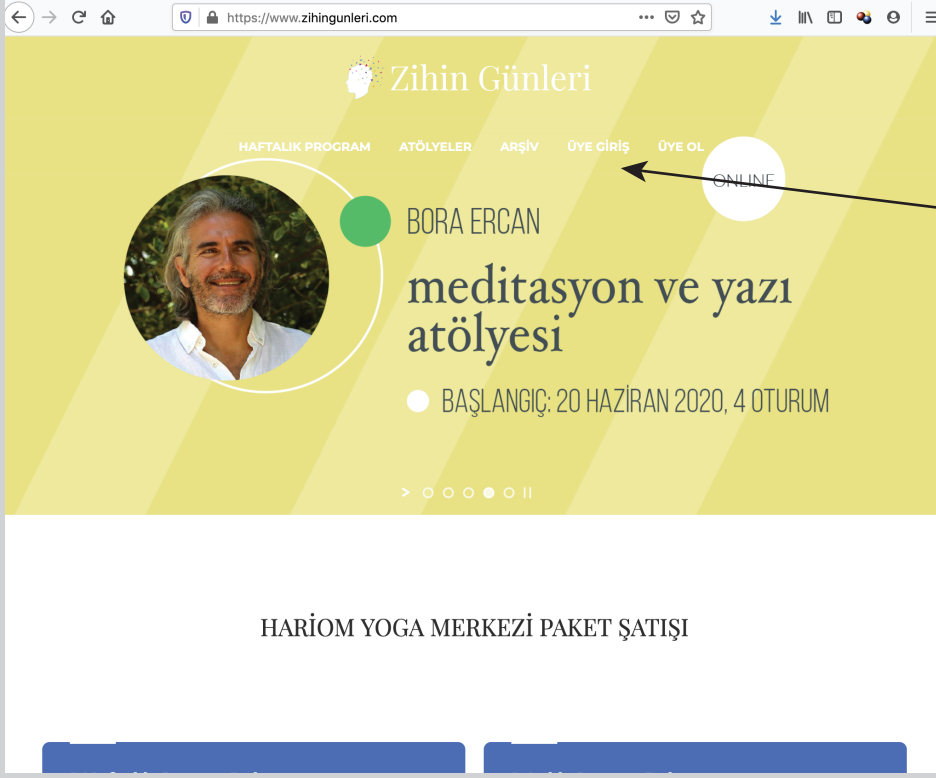 https://www.zihingunleri.com
Zihin Günleri
HAFTALIK PROGRAM ATÖLYELER ARŞİV ÜYE GİRİŞ ÜYE OL
ONLINE
BORA ERCAN
meditasyon ve yazı
atölyesi
BAŞLANGIÇ: 20 HAZİRAN 2020, 4 OTURUM
HARİOM YOGA MERKEZİ PAKET ŞATIŞI